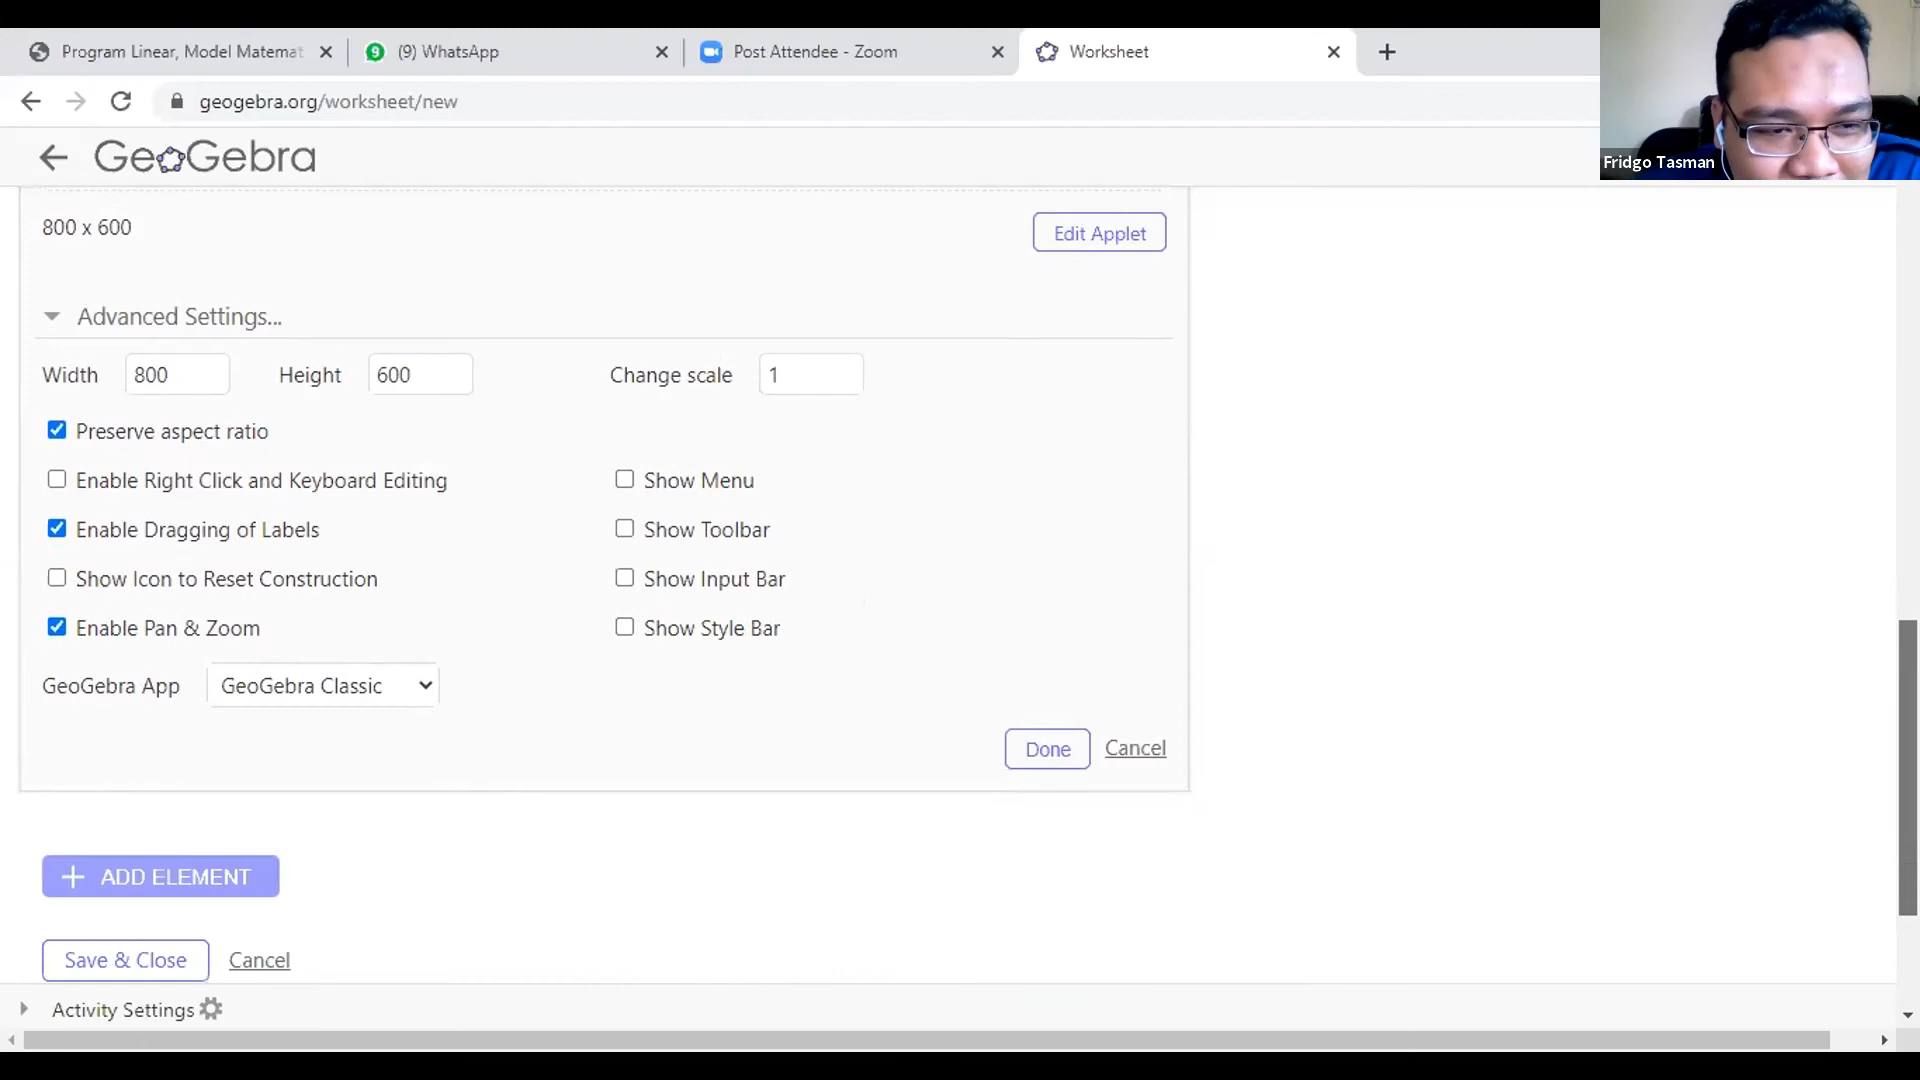 Program Linear, Model Matemat
9 (9) WhatsApp
Post Attendee - Zoom
Worksheet
geogebra.org/worksheet/new
Fridgo Tasman
GeoGebra
800 x 600
Edit Applet
Advanced Settings...
Width 800 Height 600 Change scale 1
Preserve aspect ratio
Enable Right Click and Keyboard Editing Show Menu
Enable Dragging of Labels Show Toolbar
Show Icon to Reset Construction Show Input Bar
Enable Pan & Zoom Show Style Bar
GeoGebra App GeoGebra Classic
Done Cancel
+ ADD ELEMENT
Save & Close Cancel
Activity Settings